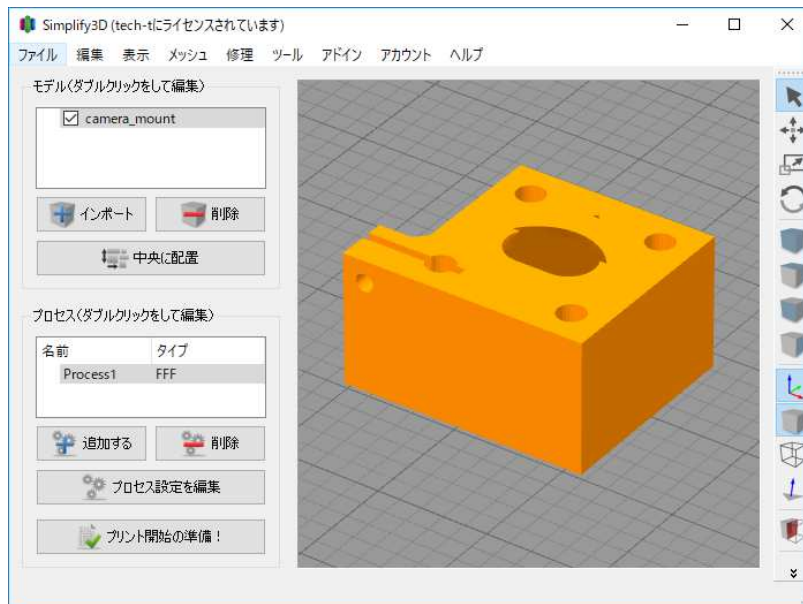 Simplify3D (tech-tにライセンスされています)
ファイル 編集 表示 メッシュ 修理 ツール アドイン アカウント ヘルプ
モデル(ダブルクリックをして編集)
camera_mount
インポート 削除
中央に配置
プロセス(ダブルクリックをして編集)
名前 タイプ
Process1 FFF
追加する 削除
プロセス設定を編集
プリント開始の準備!